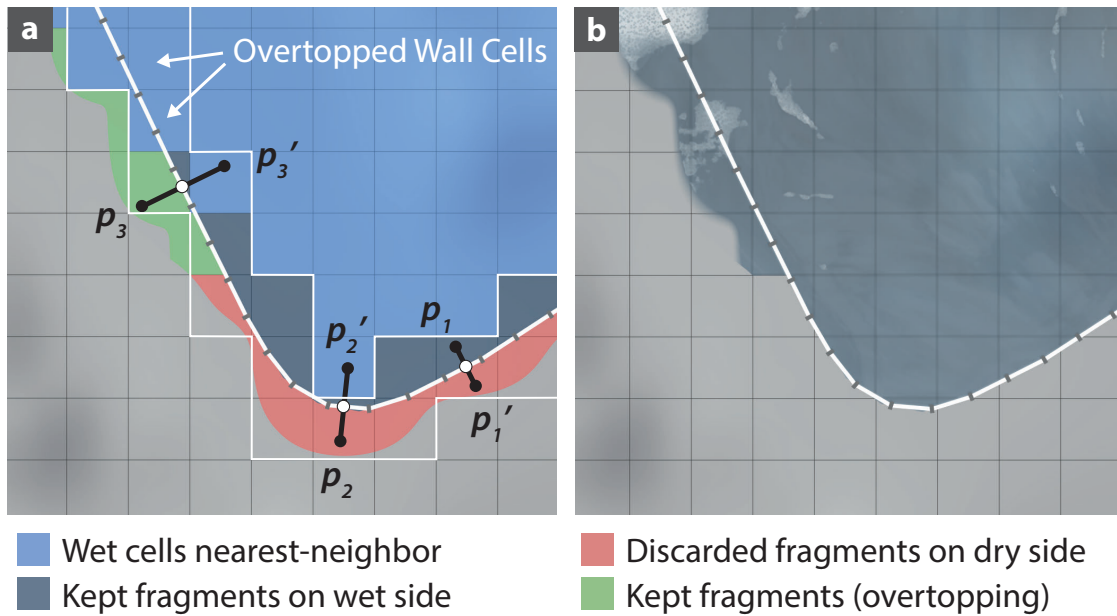 a
Overtopped Wall Cells
p3′
p3
p2′
p1
p1′
p2
b
Wet cells nearest-neighbor
Kept fragments on wet side
Discarded fragments on dry side
Kept fragments (overtopping)